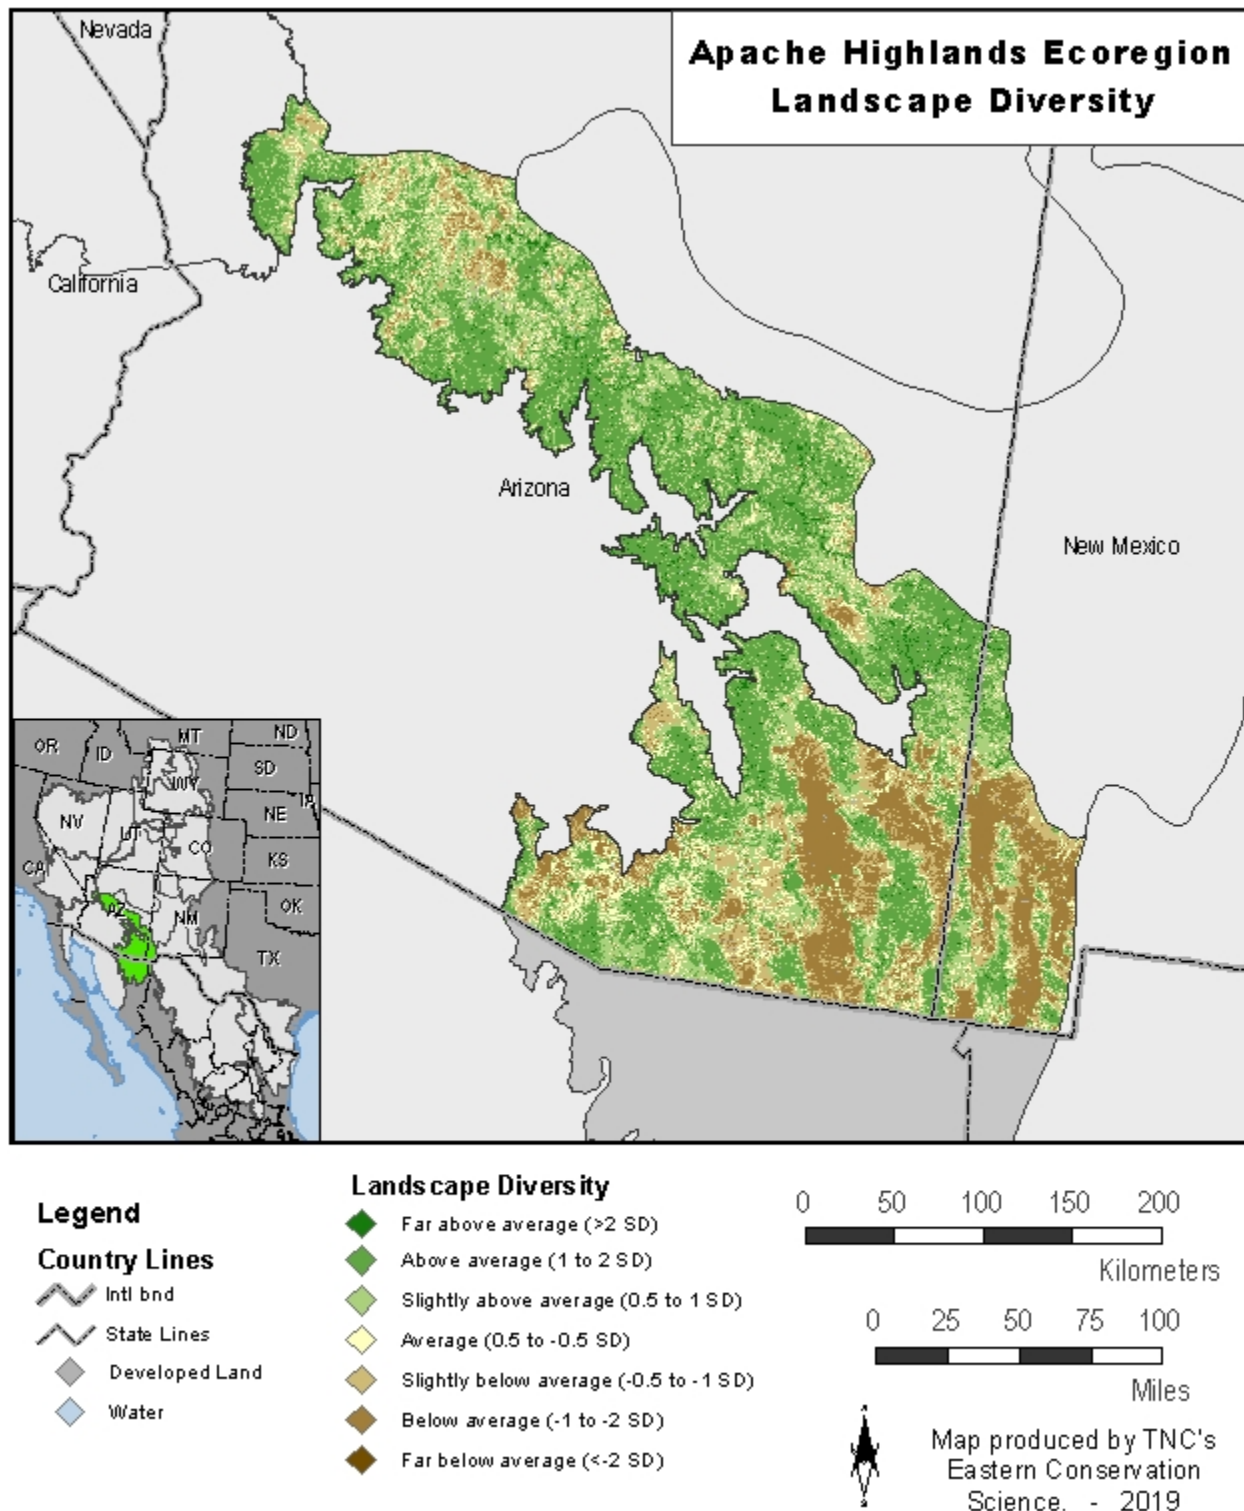 Apache Highlands Ecoregion
Landscape Diversity
Nevada
California
Arizona
New Mexico
OR
ID
MT
ND
SD
WY
NE
IA
NV
UT
CO
CA
KS
AZ
NM
OK
TX
Legend
Country Lines
Intl bnd
State Lines
Developed Land
Water
Landscape Diversity
Far above average (>2 SD)
Above average (1 to 2 SD)
Slightly above average (0.5 to 1 SD)
Average (0.5 to -0.5 SD)
Slightly below average (-0.5 to -1 SD)
Below average (-1 to -2 SD)
Far below average (<-2 SD)
0 50 100 150 200
Kilometers
0 25 50 75 100
Miles
Map produced by TNC's
Eastern Conservation
Science. - 2019